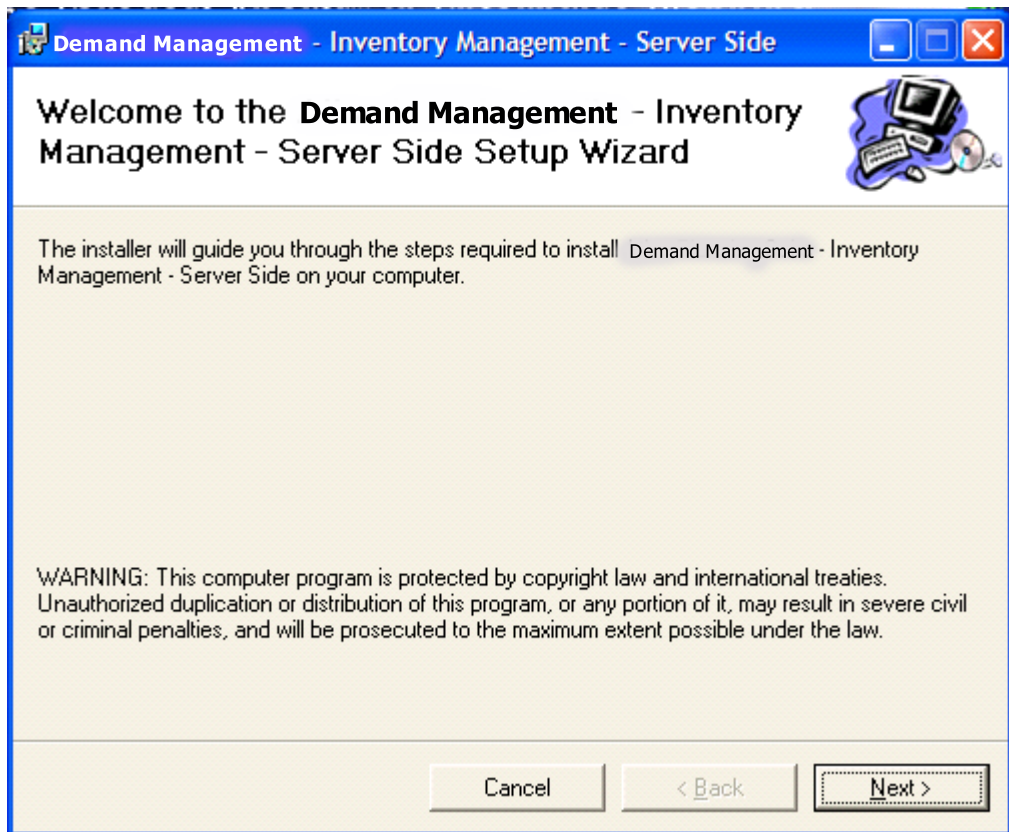 Demand Management - Inventory Management - Server Side
Welcome to the Demand Management - Inventory
Management - Server Side Setup Wizard
The installer will guide you through the steps required to install Demand Management - Inventory
Management - Server Side on your computer.
WARNING: This computer program is protected by copyright law and international treaties.
Unauthorized duplication or distribution of this program, or any portion of it, may result in severe civil
or criminal penalties, and will be prosecuted to the maximum extent possible under the law.
Cancel < Back Next >